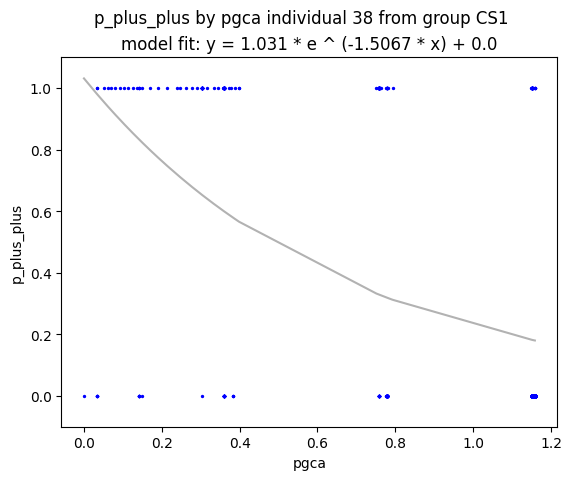 p_plus_plus by pgca individual 38 from group CS1
model fit: y = 1.031 * e ^ (-1.5067 * x) + 0.0
1.0
0.8
0.6
0.4
0.2
0.0
p_plus_plus
0.0 0.2 0.4 0.6 0.8 1.0 1.2
pgca